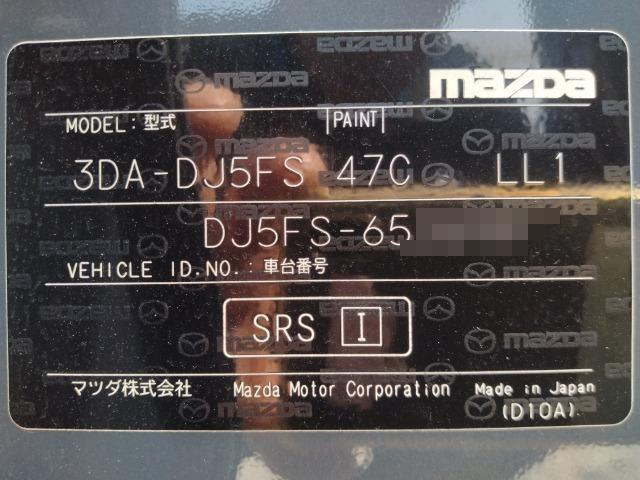 mazda
MODEL: 型式 PAINT
3DA-DJ5FS 47C LL1
DJ5FS-65
VEHICLE ID.NO.: 車台番号
SRS I
マツダ株式会社 Mazda Motor Corporation Made in Japan
(D10A)